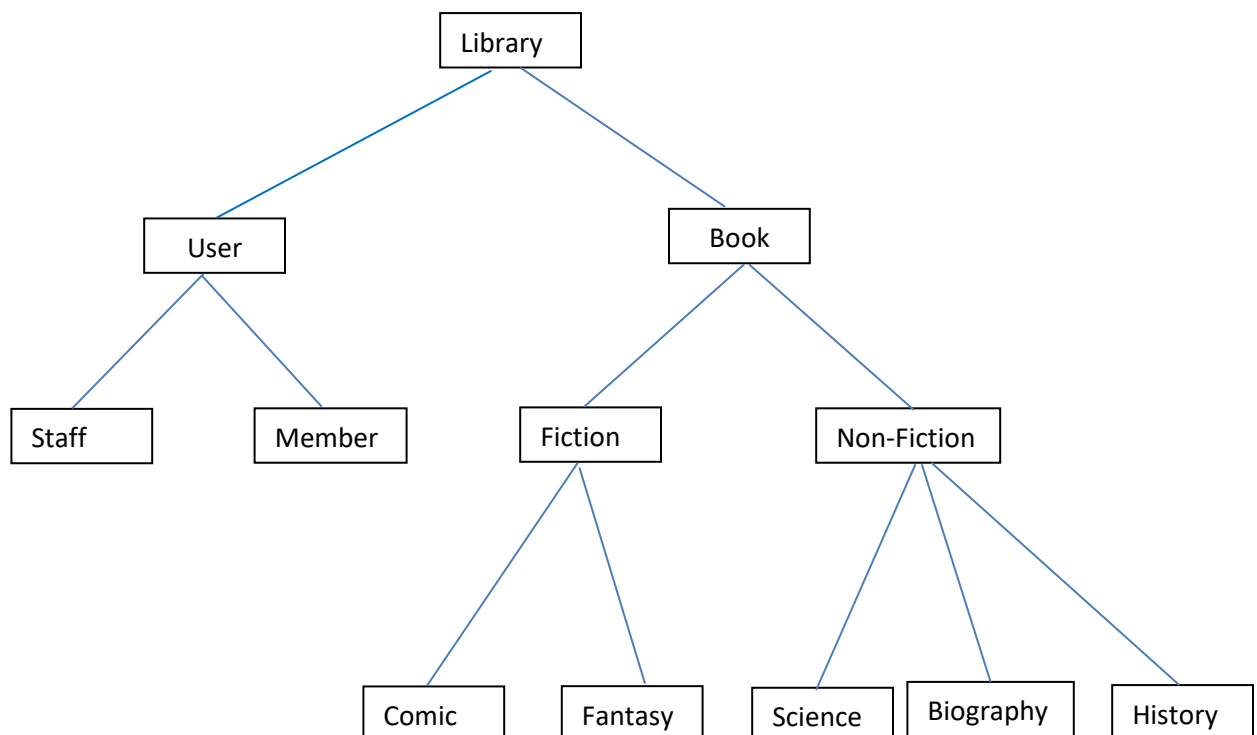 Library
User
Book
Staff
Member
Fiction
Non-Fiction
Comic
Fantasy
Science
Biography
History